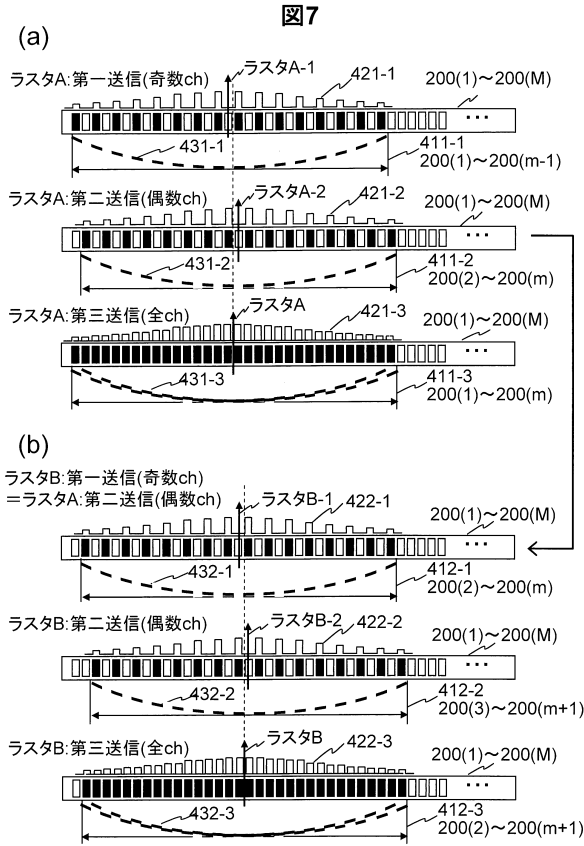 図7
(a)
ラスタA:第一送信(奇数ch)
ラスタA-1
421-1
200(1)～200(M)
431-1
411-1
200(1)～200(m-1)
ラスタA:第二送信(偶数ch)
ラスタA-2
421-2
200(1)～200(M)
431-2
411-2
200(2)～200(m)
ラスタA:第三送信(全ch)
ラスタA
421-3
200(1)～200(M)
431-3
411-3
200(1)～200(m)
(b)
ラスタB:第一送信(奇数ch)
=ラスタA:第二送信(偶数ch)
ラスタB-1
422-1
200(1)～200(M)
432-1
412-1
200(2)～200(m)
ラスタB:第二送信(偶数ch)
ラスタB-2
422-2
200(1)～200(M)
432-2
412-2
200(3)～200(m+1)
ラスタB:第三送信(全ch)
ラスタB
422-3
200(1)～200(M)
432-3
412-3
200(2)～200(m+1)